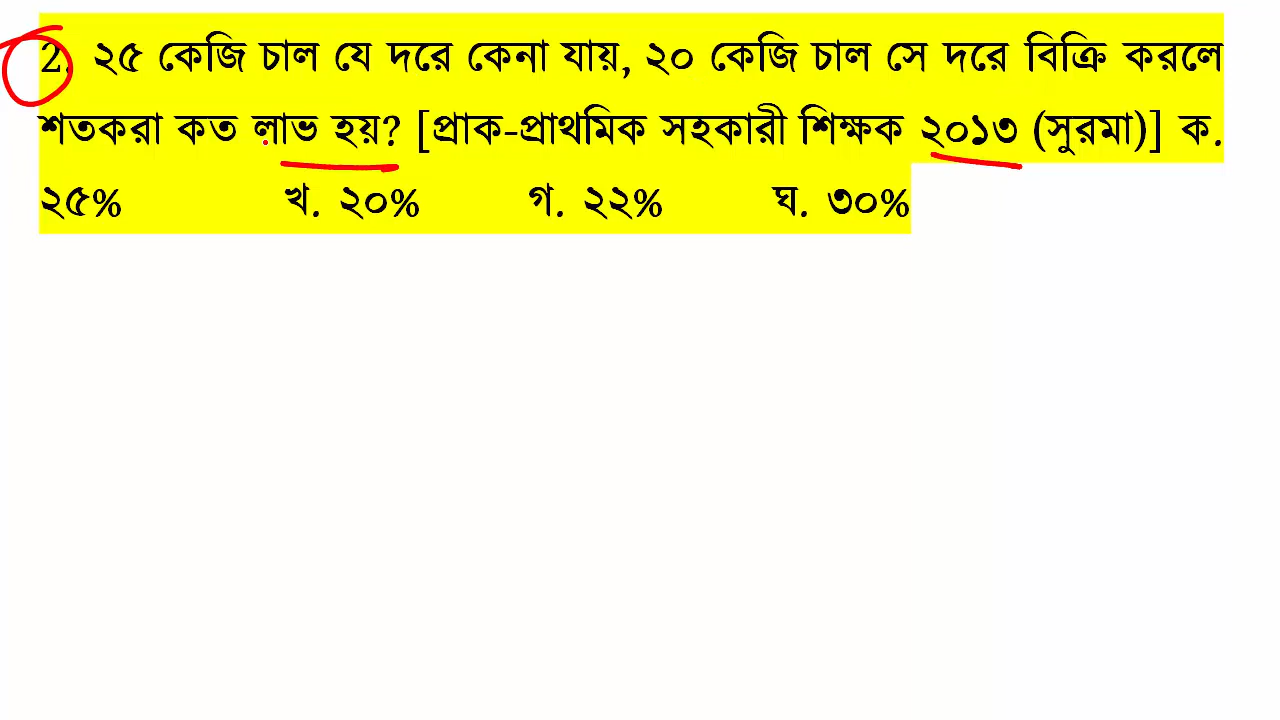 2. ২৫ কেজি চাল যে দরে কেনা যায়, ২০ কেজি চাল সে দরে বিক্রি করলে
শতকরা কত লাভ হয়? [প্রাক-প্রাথমিক সহকারী শিক্ষক ২০১৩ (সুরমা)] ক.
২৫% খ. ২০% গ. ২২% ঘ. ৩০%